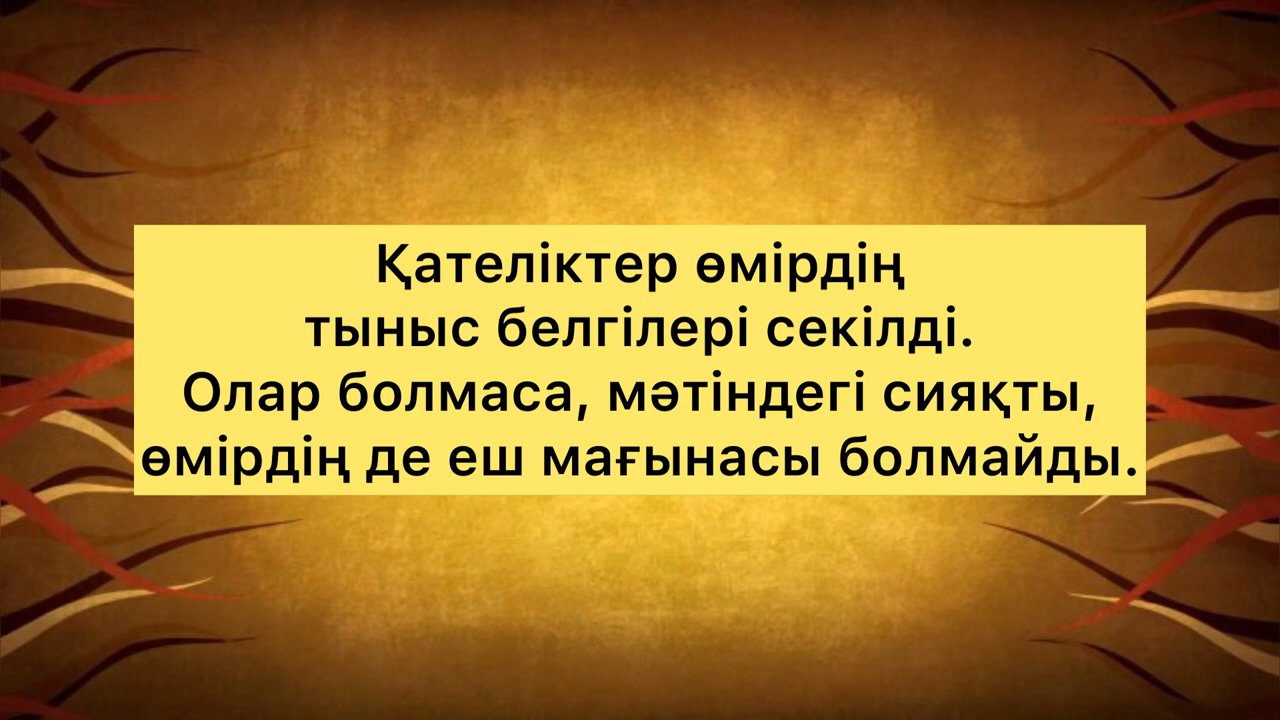 Қателіктер өмірдің
тыныс белгілері секілді.
Олар болмаса, мәтіндегі сияқты,
өмірдің де еш мағынасы болмайды.